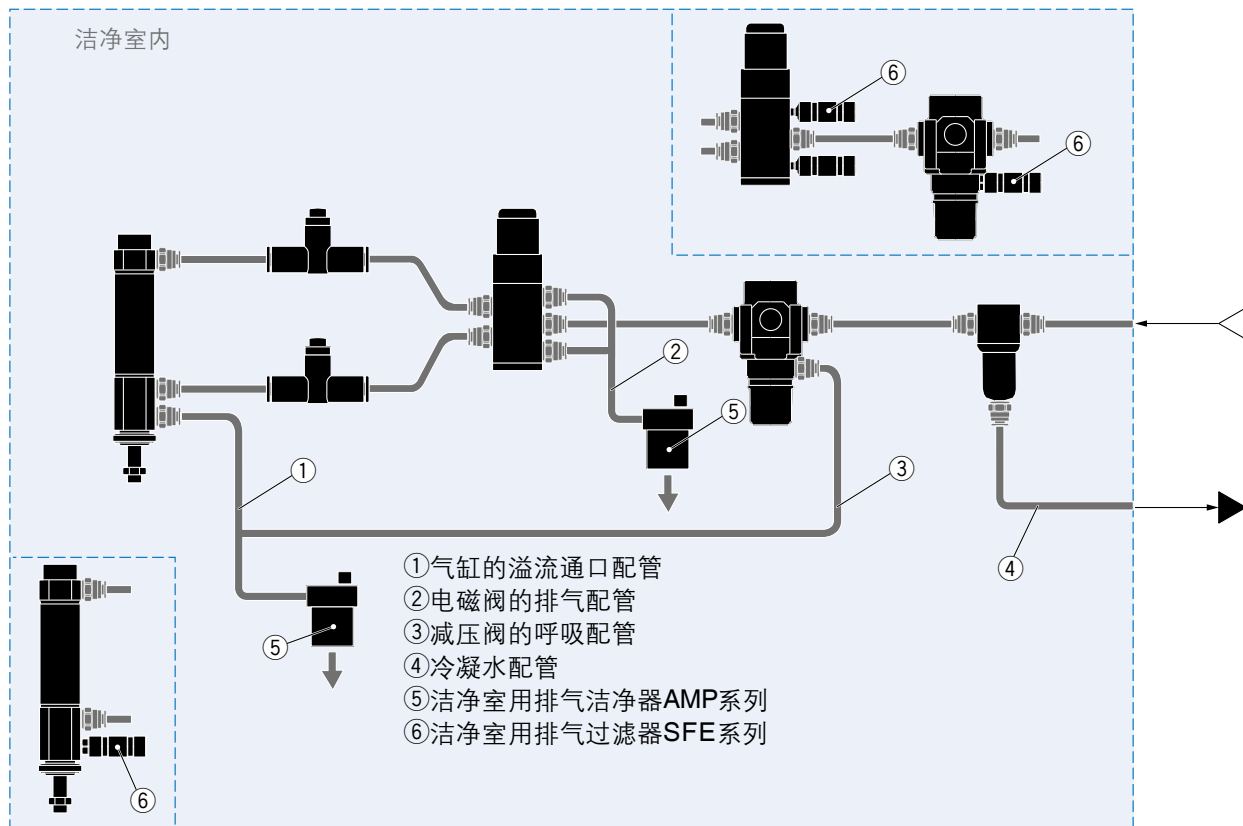 洁净室内
⑥
⑥
②
⑤
①
③
④
⑤
⑥
①气缸的溢流通口配管
②电磁阀的排气配管
③减压阀的呼吸配管
④冷凝水配管
⑤洁净室用排气洁净器AMP系列
⑥洁净室用排气过滤器SFE系列